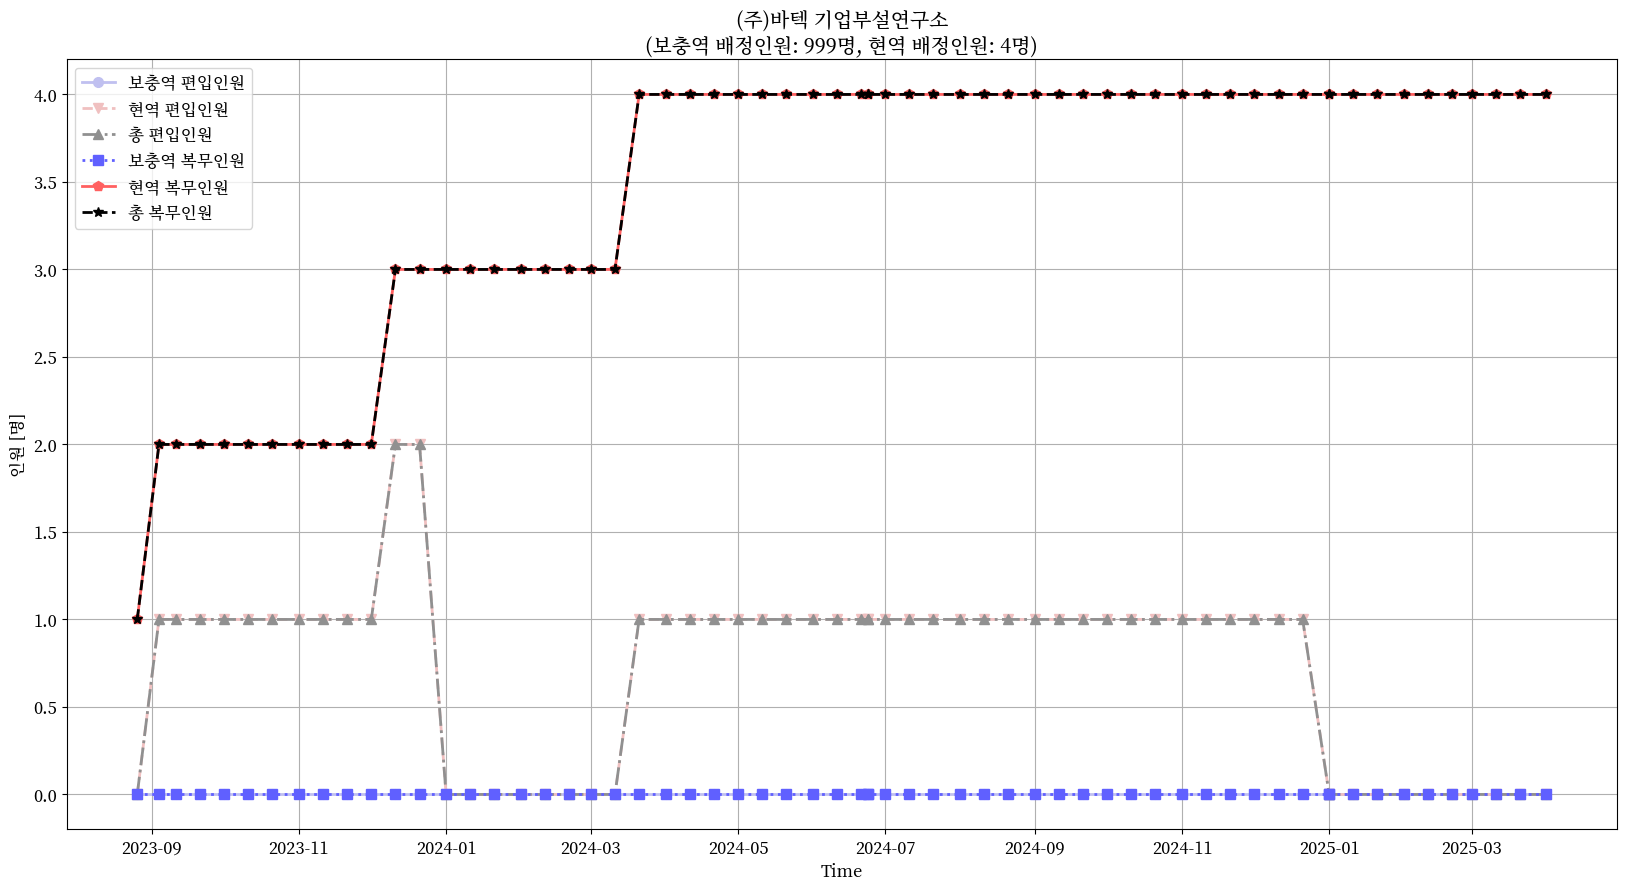 (주)바텍 기업부설연구소
(보충역 배정인원: 999명, 현역 배정인원: 4명)
보충역 편입인원
현역 편입인원
총 편입인원
보충역 복무인원
현역 복무인원
총 복무인원
4.0
3.5
3.0
2.5
2.0
1.5
1.0
0.5
0.0
인원 [명]
2023-09 2023-11 2024-01 2024-03 2024-05 2024-07 2024-09 2024-11 2025-01 2025-03
Time